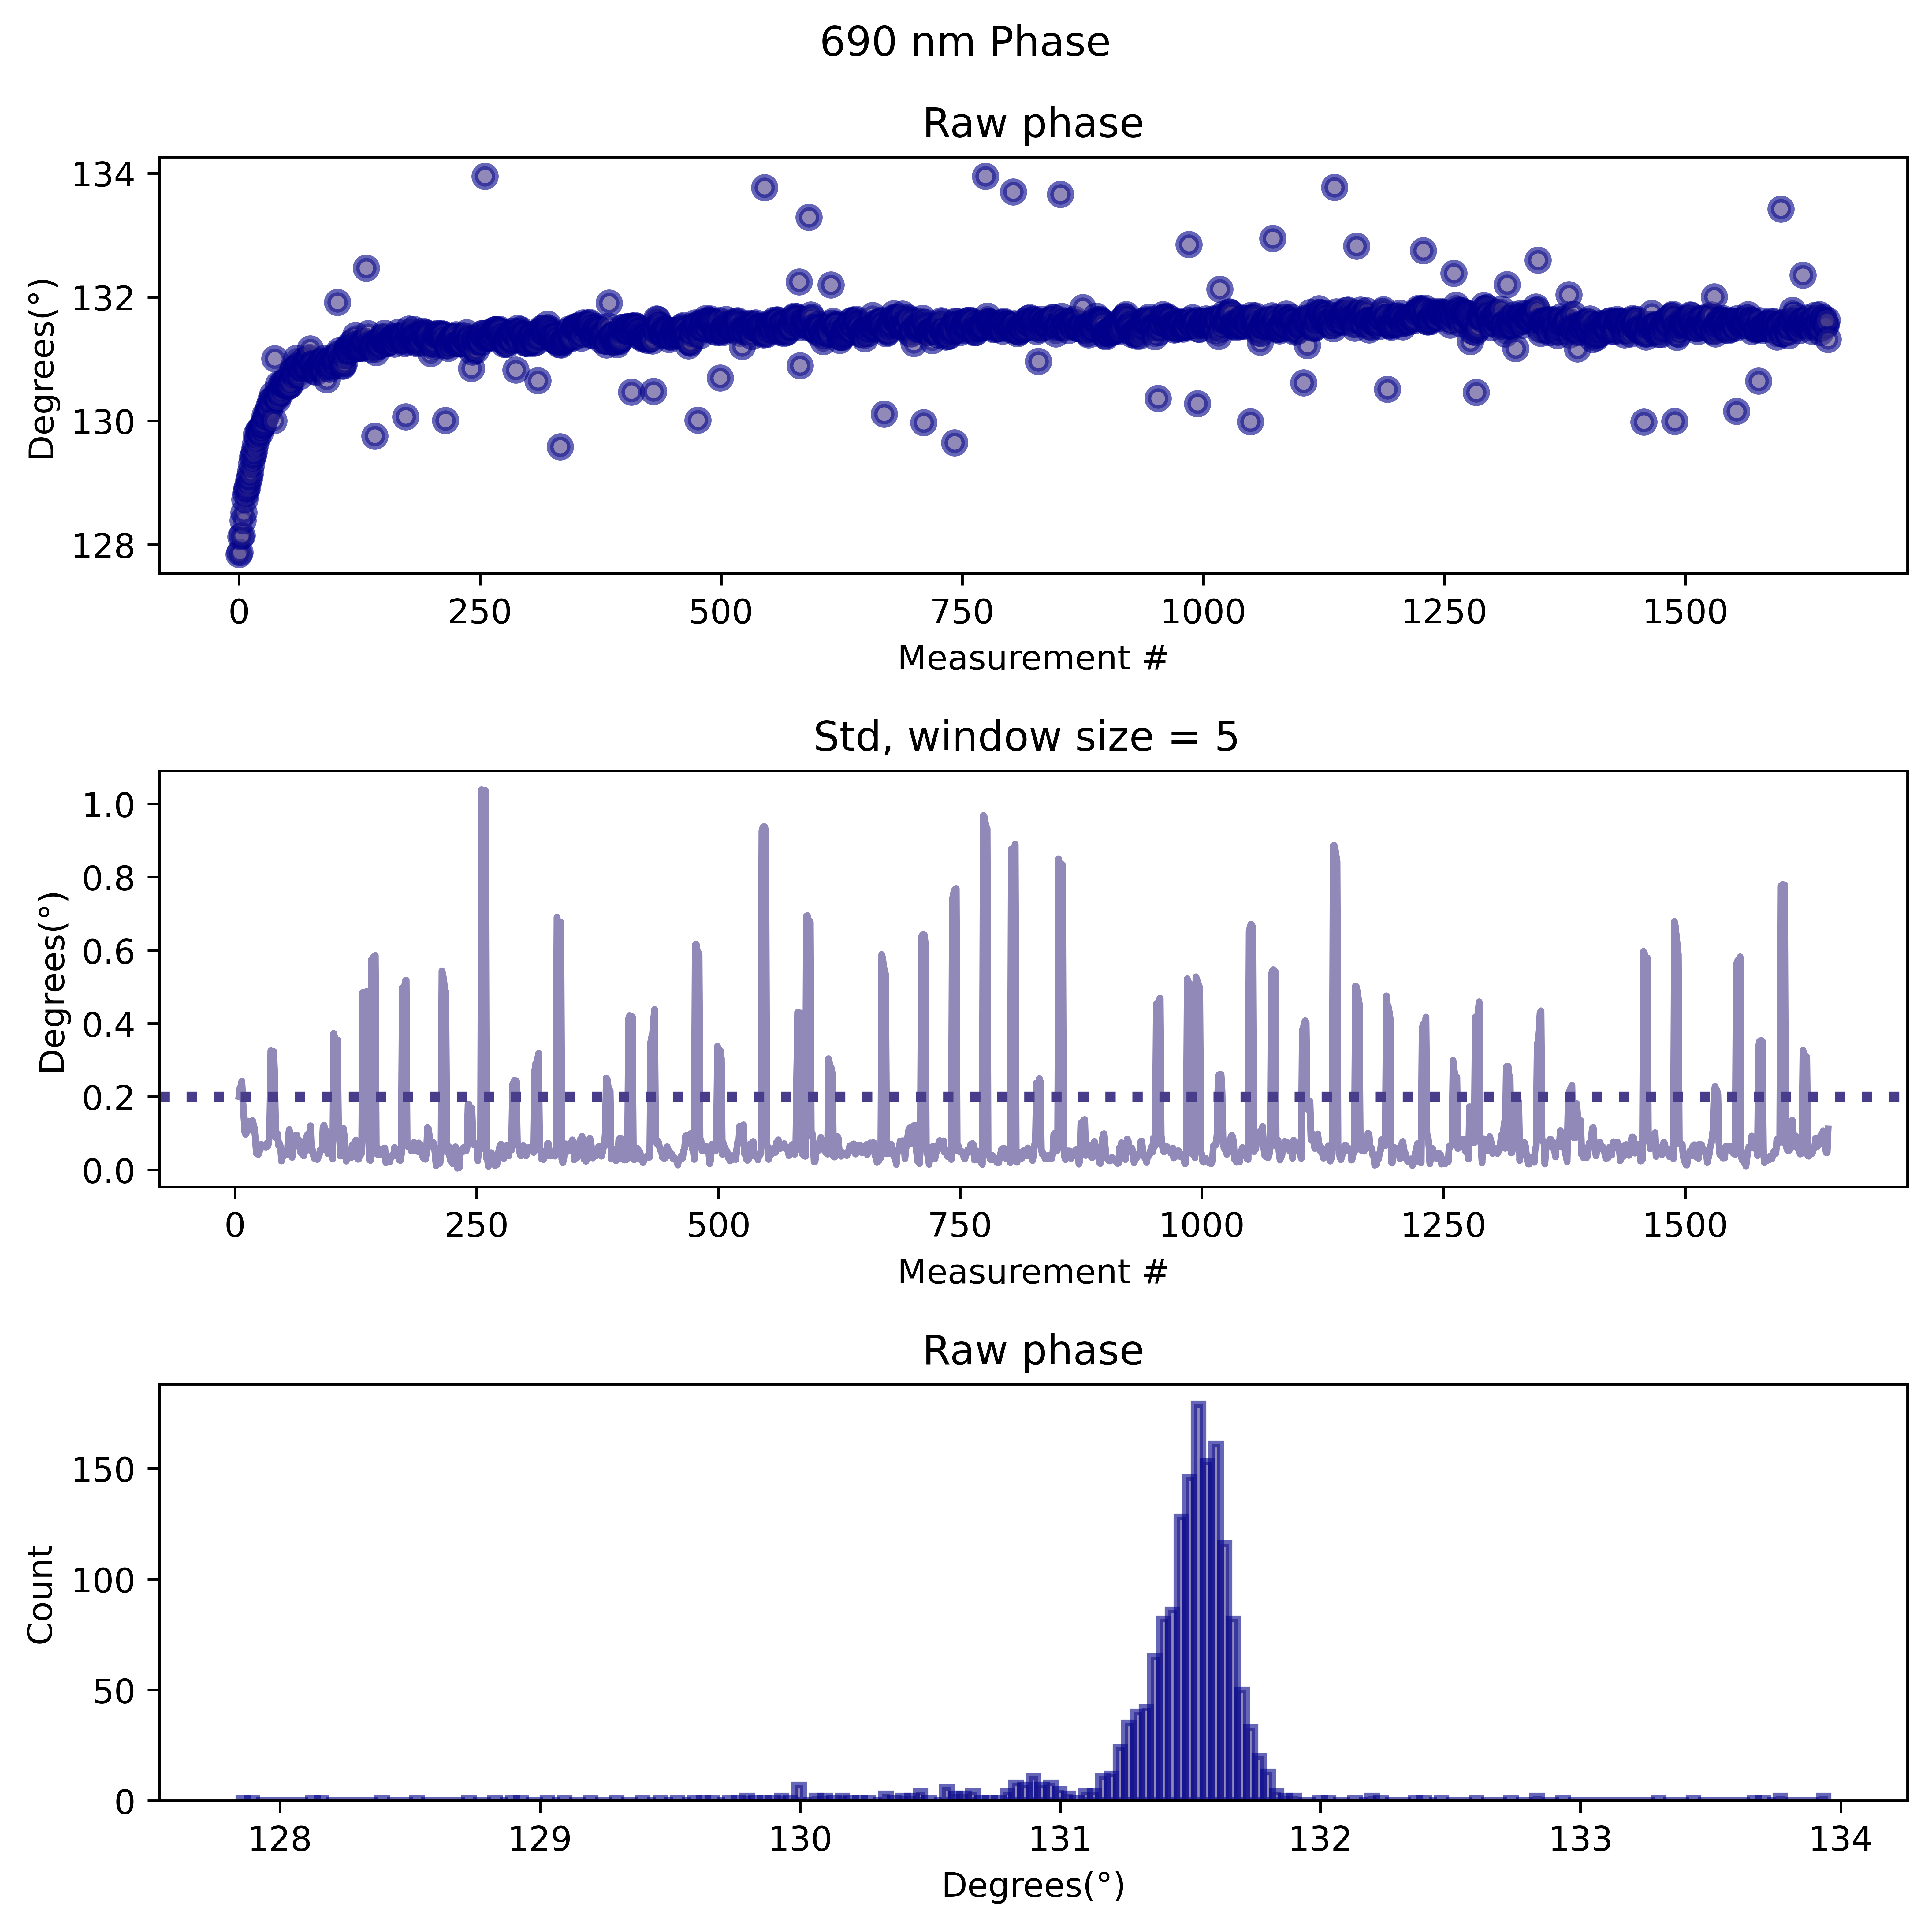 690 nm Phase
Raw phase
134
132
130
128
Degrees(°)
0 250 500 750 1000 1250 1500
Measurement #
Std, window size = 5
1.0
0.8
0.6
0.4
0.2
0.0
Degrees(°)
0 250 500 750 1000 1250 1500
Measurement #
Raw phase
150
100
50
0
Count
128 129 130 131 132 133 134
Degrees(°)